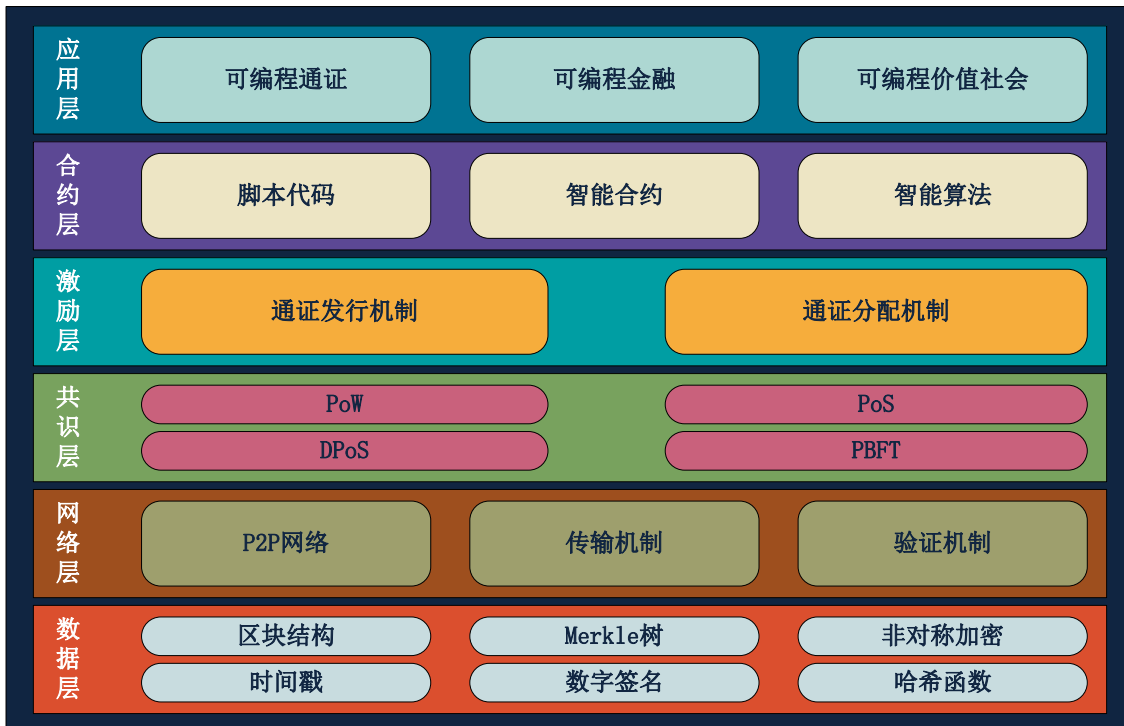 应用层
可编程通证
可编程金融
可编程价值社会
合约层
脚本代码
智能合约
智能算法
激励层
通证发行机制
通证分配机制
共识层
PoW
PoS
DPoS
PBFT
网络层
P2P网络
传输机制
验证机制
数据层
区块结构
Merkle树
非对称加密
时间戳
数字签名
哈希函数